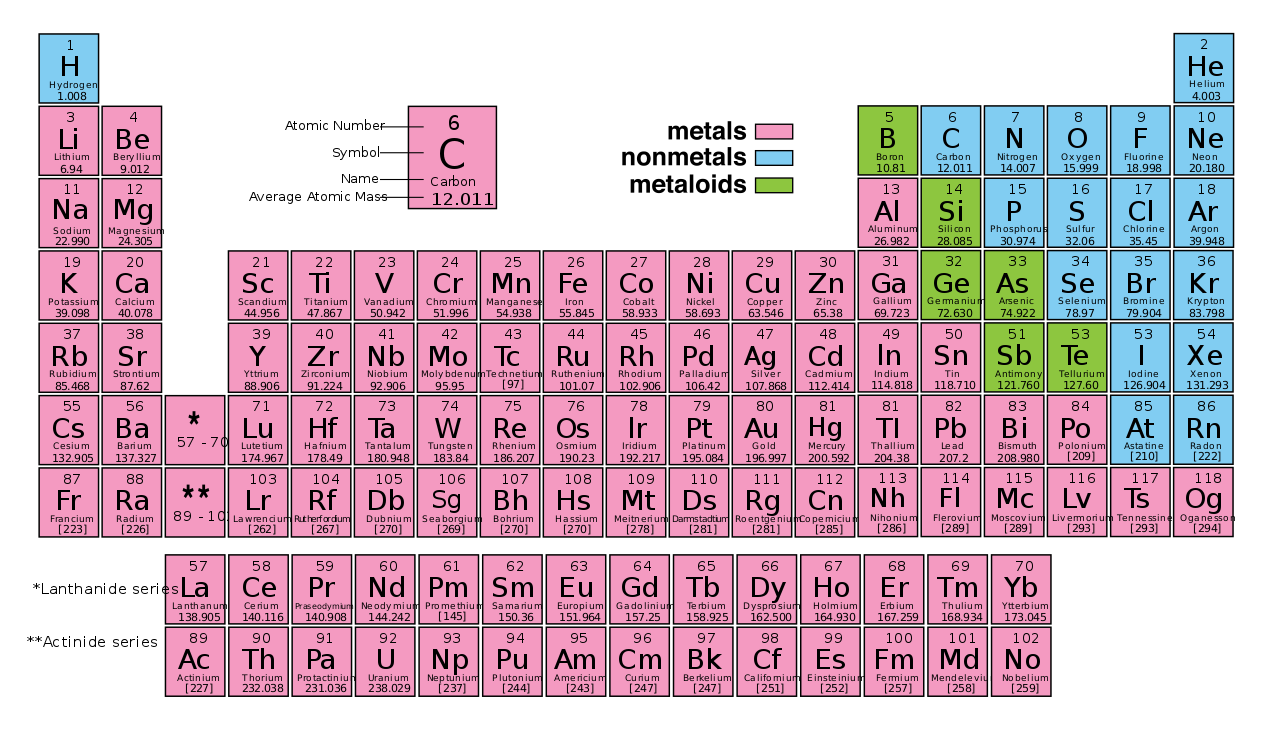 1
H
Hydrogen
1.008
2
He
Helium
4.003
Atomic Number
Symbol
Name
Average Atomic Mass
6
C
Carbon
12.011
metals
nonmetals
metaloids
3 4 5 6 7 8 9 10
Li Be B C N O F Ne
Lithium Beryllium Boron Carbon Nitrogen Oxygen Fluorine Neon
6.94 9.012 10.81 12.011 14.007 15.999 18.998 20.180
11 12 13 14 15 16 17 18
Na Mg Al Si P S Cl Ar
Sodium Magnesium Aluminum Silicon Phosphorus Sulfur Chlorine Argon
22.990 24.305 26.982 28.085 30.974 32.06 35.45 39.948
19 20 21 22 23 24 25 26 27 28 29 30 31 32 33 34 35 36
K Ca Sc Ti V Cr Mn Fe Co Ni Cu Zn Ga Ge As Se Br Kr
Potassium Calcium Scandium Titanium Vanadium Chromium Manganese Iron Cobalt Nickel Copper Zinc Gallium Germanium Arsenic Selenium Bromine Krypton
39.098 40.078 44.956 47.867 50.942 51.996 54.938 55.845 58.933 58.693 63.546 65.38 69.723 72.630 74.922 78.97 79.904 83.798
37 38 39 40 41 42 43 44 45 46 47 48 49 50 51 53 53 54
Rb Sr Y Zr Nb Mo Tc Ru Rh Pd Ag Cd In Sn Sb Te I Xe
Rubidium Strontium Yttrium Zirconium Niobium Molybdenum Technetium Ruthenium Rhodium Palladium Silver Cadmium Indium Tin Antimony Tellurium Iodine Xenon
85.468 87.62 88.906 91.224 92.906 95.95 [97] 101.07 102.906 106.42 107.868 112.414 114.818 118.710 121.760 127.60 126.904 131.293
55 56 * 71 72 73 74 75 76 77 78 79 80 81 81 82 83 84 85 86
Cs Ba 57 - 70 Lu Hf Ta W Re Os Ir Pt Au Hg Tl Pb Bi Po At Rn
Cesium Barium Lutetium Hafnium Tantalum Tungsten Rhenium Osmium Iridium Platinum Gold Mercury Thallium Lead Bismuth Polonium Astatine Radon
132.905 137.327 174.967 178.49 180.948 183.84 186.207 190.23 192.217 195.084 196.997 200.592 204.38 207.2 208.980 [209] [210] [222]
87 88 ** 103 104 105 106 107 108 109 110 111 112 113 114 115 116 117 118
Fr Ra 89 - 10 Lr Rf Db Sg Bh Hs Mt Ds Rg Cn Nh Fl Mc Lv Ts Og
Francium Radium Lawrencium Rutherfordium Dubnium Seaborgium Bohrium Hassium Meitnerium Darmstadtium Roentgenium Copernicium Nihonium Flerovium Moscovium Livermorium Tennessine Oganesson
[223] [226] [262] [267] [270] [269] [270] [270] [278] [281] [281] [285] [286] [289] [289] [293] [293] [294]
57 58 59 60 61 62 63 64 65 66 67 68 69 70
*Lanthanide series La Ce Pr Nd Pm Sm Eu Gd Tb Dy Ho Er Tm Yb
Lanthanum Cerium Praseodymium Neodymium Promethium Samarium Europium Gadolinium Terbium Dysprosium Holmium Erbium Thulium Ytterbium
138.905 140.116 140.908 144.242 [145] 150.36 151.964 157.25 158.925 162.500 164.930 167.259 168.934 173.045
**Actinide series 89 90 91 92 93 94 95 96 97 98 99 100 101 102
Ac Th Pa U Np Pu Am Cm Bk Cf Es Fm Md No
Actinium Thorium Protactinium Uranium Neptunium Plutonium Americium Curium Berkelium Californium Einsteinium Fermium Mendeleviu Nobelium
[227] 232.038 231.036 238.029 [237] [244] [243] [247] [247] [251] [252] [257] [258] [259]